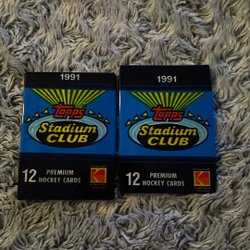 1991
Topps
Stadium
CLUB
12 PREMIUM
HOCKEY CARDS
1991
Topps
Stadium
CLUB
12 PREMIUM
HOCKEY CARDS